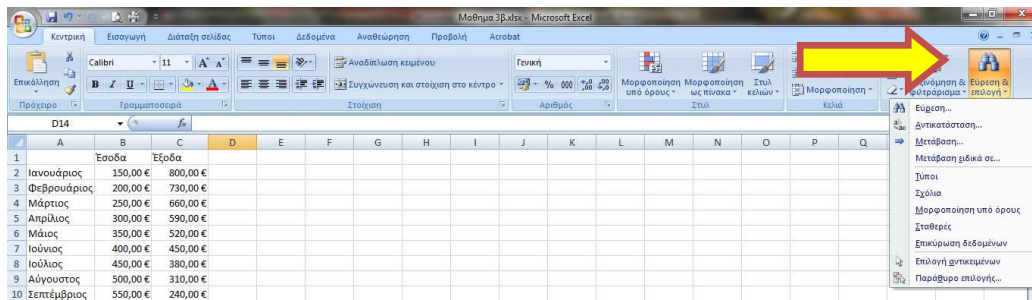 Μαθημα 3β.xlsx - Microsoft Excel
Κεντρική Εισαγωγή Διάταξη σελίδας Τύποι Δεδομένα Αναθεώρηση Προβολή Acrobat
Επικόλληση
Calibri 11
Αναδίπλωση κειμένου
Γενική
B I U
Συγχώνευση και στοίχιση στο κέντρο
% 000
Μορφοποίηση υπό όρους
Μορφοποίηση ως πίνακα
Στυλ κελιών
Μορφοποίηση
φιλτράρισμα
Εύρεση & επιλογή
Πρόχειρο Γραμματοσειρά Στοίχιση Αριθμός Στυλ Κελιά
D14 fx
A B C D E F G H I J K L M N O P Q
1 Έσοδα Έξοδα
2 Ιανουάριος 150,00 € 800,00 €
3 Φεβρουάριος 200,00 € 730,00 €
4 Μάρτιος 250,00 € 660,00 €
5 Απρίλιος 300,00 € 590,00 €
6 Μάιος 350,00 € 520,00 €
7 Ιούνιος 400,00 € 450,00 €
8 Ιούλιος 450,00 € 380,00 €
9 Αύγουστος 500,00 € 310,00 €
10 Σεπτέμβριος 550,00 € 240,00 €
Εύρεση...
Αντικατάσταση...
Μετάβαση...
Μετάβαση ειδικά σε...
Τύποι
Σχόλια
Μορφοποίηση υπό όρους
Σταθερές
Επικύρωση δεδομένων
Επιλογή αντικειμένων
Παράθυρο επιλογής...